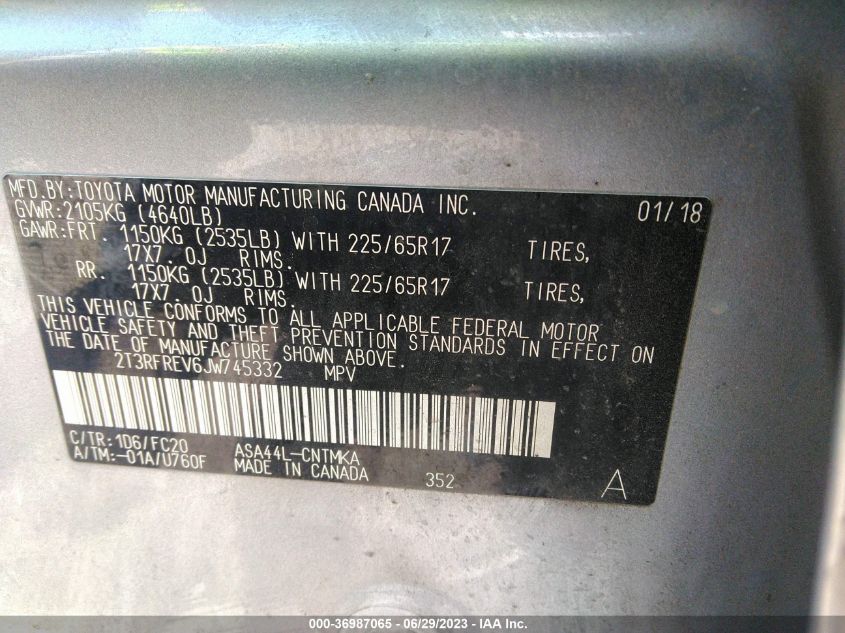 MFD.BY:TOYOTA MOTOR MANUFACTURING CANADA INC. 01/18
GVWR:2105KG (4640LB)
GAWR:FRT. 1150KG (2535LB) WITH 225/65R17 TIRES,
17X7.0J RIMS.
RR. 1150KG (2535LB) WITH 225/65R17 TIRES,
17X7.0J RIMS.
THIS VEHICLE CONFORMS TO ALL APPLICABLE FEDERAL MOTOR
VEHICLE SAFETY AND THEFT PREVENTION STANDARDS IN EFFECT ON
THE DATE OF MANUFACTURE SHOWN ABOVE.
2T3RFREV6JW745332 MPV
C/TR:1D6/FC20 ASA44L-CNTMKA
A/TM:-01A/U760F MADE IN CANADA 352 A
000-36987065 - 06/29/2023 - IAA Inc.